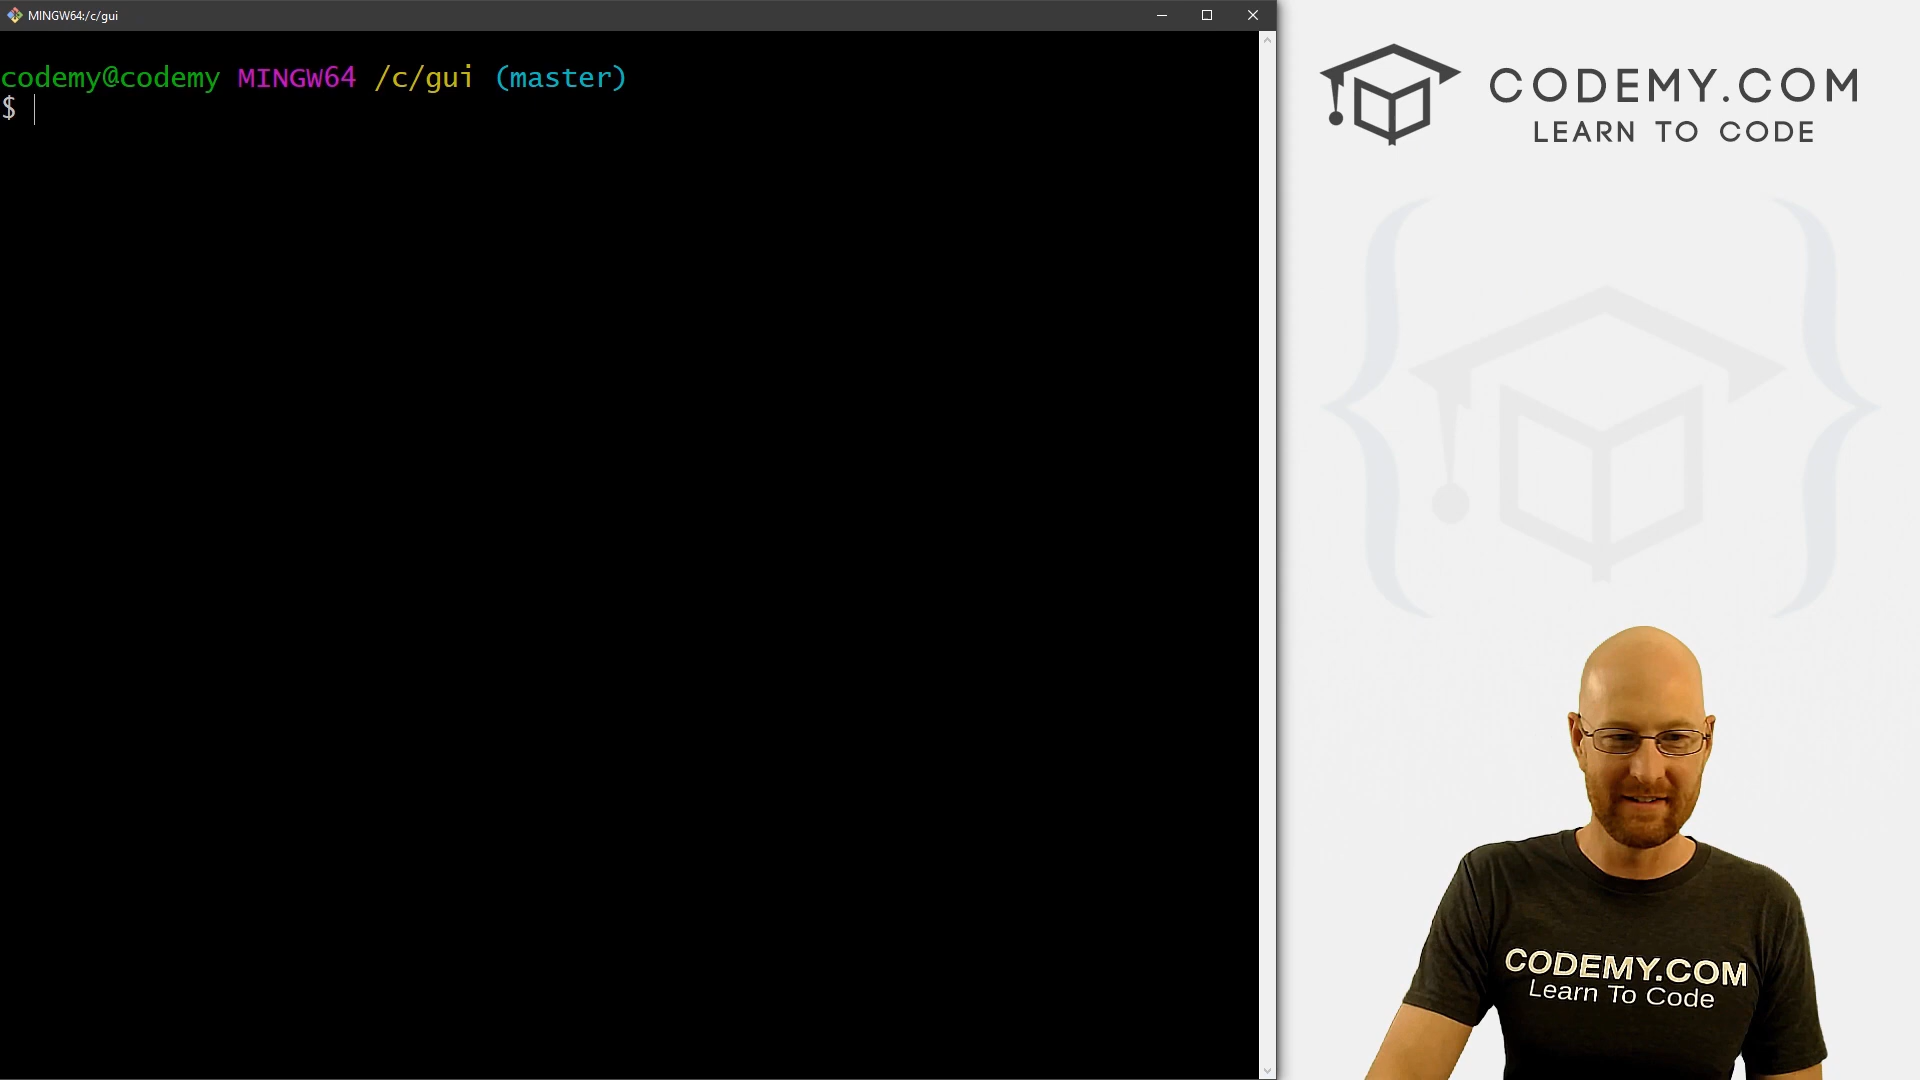 MINGW64:/c/gui
codemy@codemy MINGW64 /c/gui (master)
$
CODEMY.COM
LEARN TO CODE
CODEMY.COM
Learn To Code